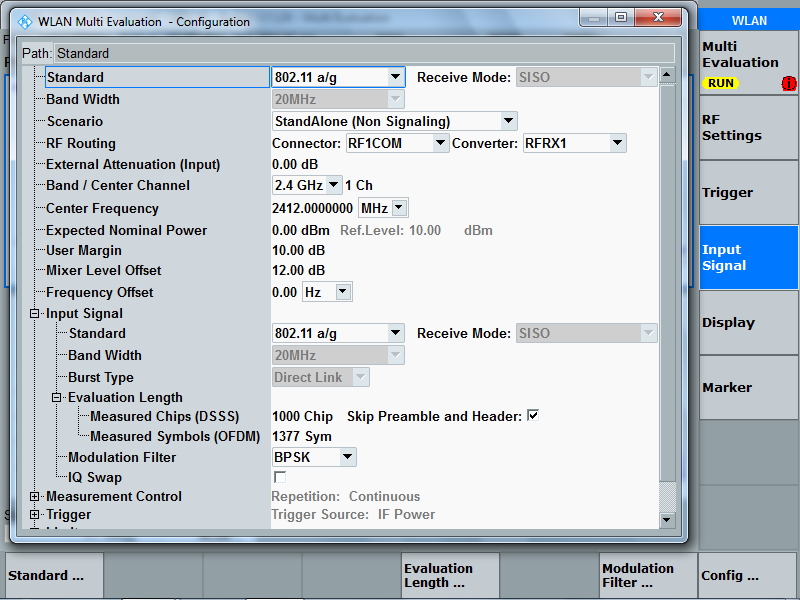 WLAN Multi Evaluation - Configuration
Path: Standard
Standard 802.11 a/g Receive Mode: SISO
Band Width 20MHz
Scenario StandAlone (Non Signaling)
RF Routing Connector: RF1COM Converter: RFRX1
External Attenuation (Input) 0.00 dB
Band / Center Channel 2.4 GHz 1 Ch
Center Frequency 2412.0000000 MHz
Expected Nominal Power 0.00 dBm Ref.Level: 10.00 dBm
User Margin 10.00 dB
Mixer Level Offset 12.00 dB
Frequency Offset 0.00 Hz
Input Signal
Standard 802.11 a/g Receive Mode: SISO
Band Width 20MHz
Burst Type Direct Link
Evaluation Length
Measured Chips (DSSS) 1000 Chip Skip Preamble and Header:
Measured Symbols (OFDM) 1377 Sym
Modulation Filter BPSK
IQ Swap
Measurement Control Repetition: Continuous
Trigger Trigger Source: IF Power
WLAN
Multi
Evaluation
RUN
RF
Settings
Trigger
Input
Signal
Display
Marker
Standard ...
Evaluation
Length ...
Modulation
Filter ...
Config ...